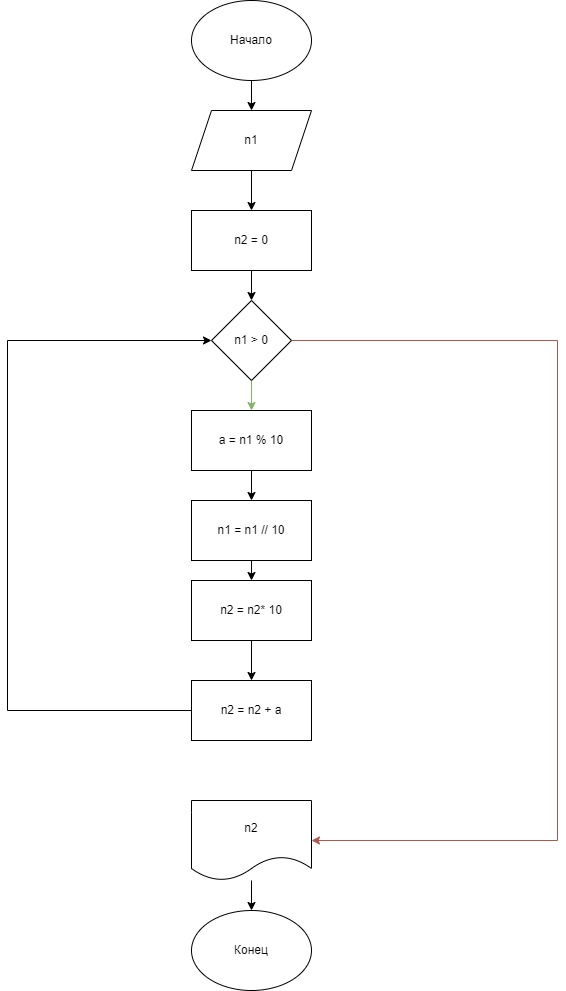 Начало
n1
n2 = 0
n1 > 0
a = n1 % 10
n1 = n1 // 10
n2 = n2* 10
n2 = n2 + a
n2
Конец